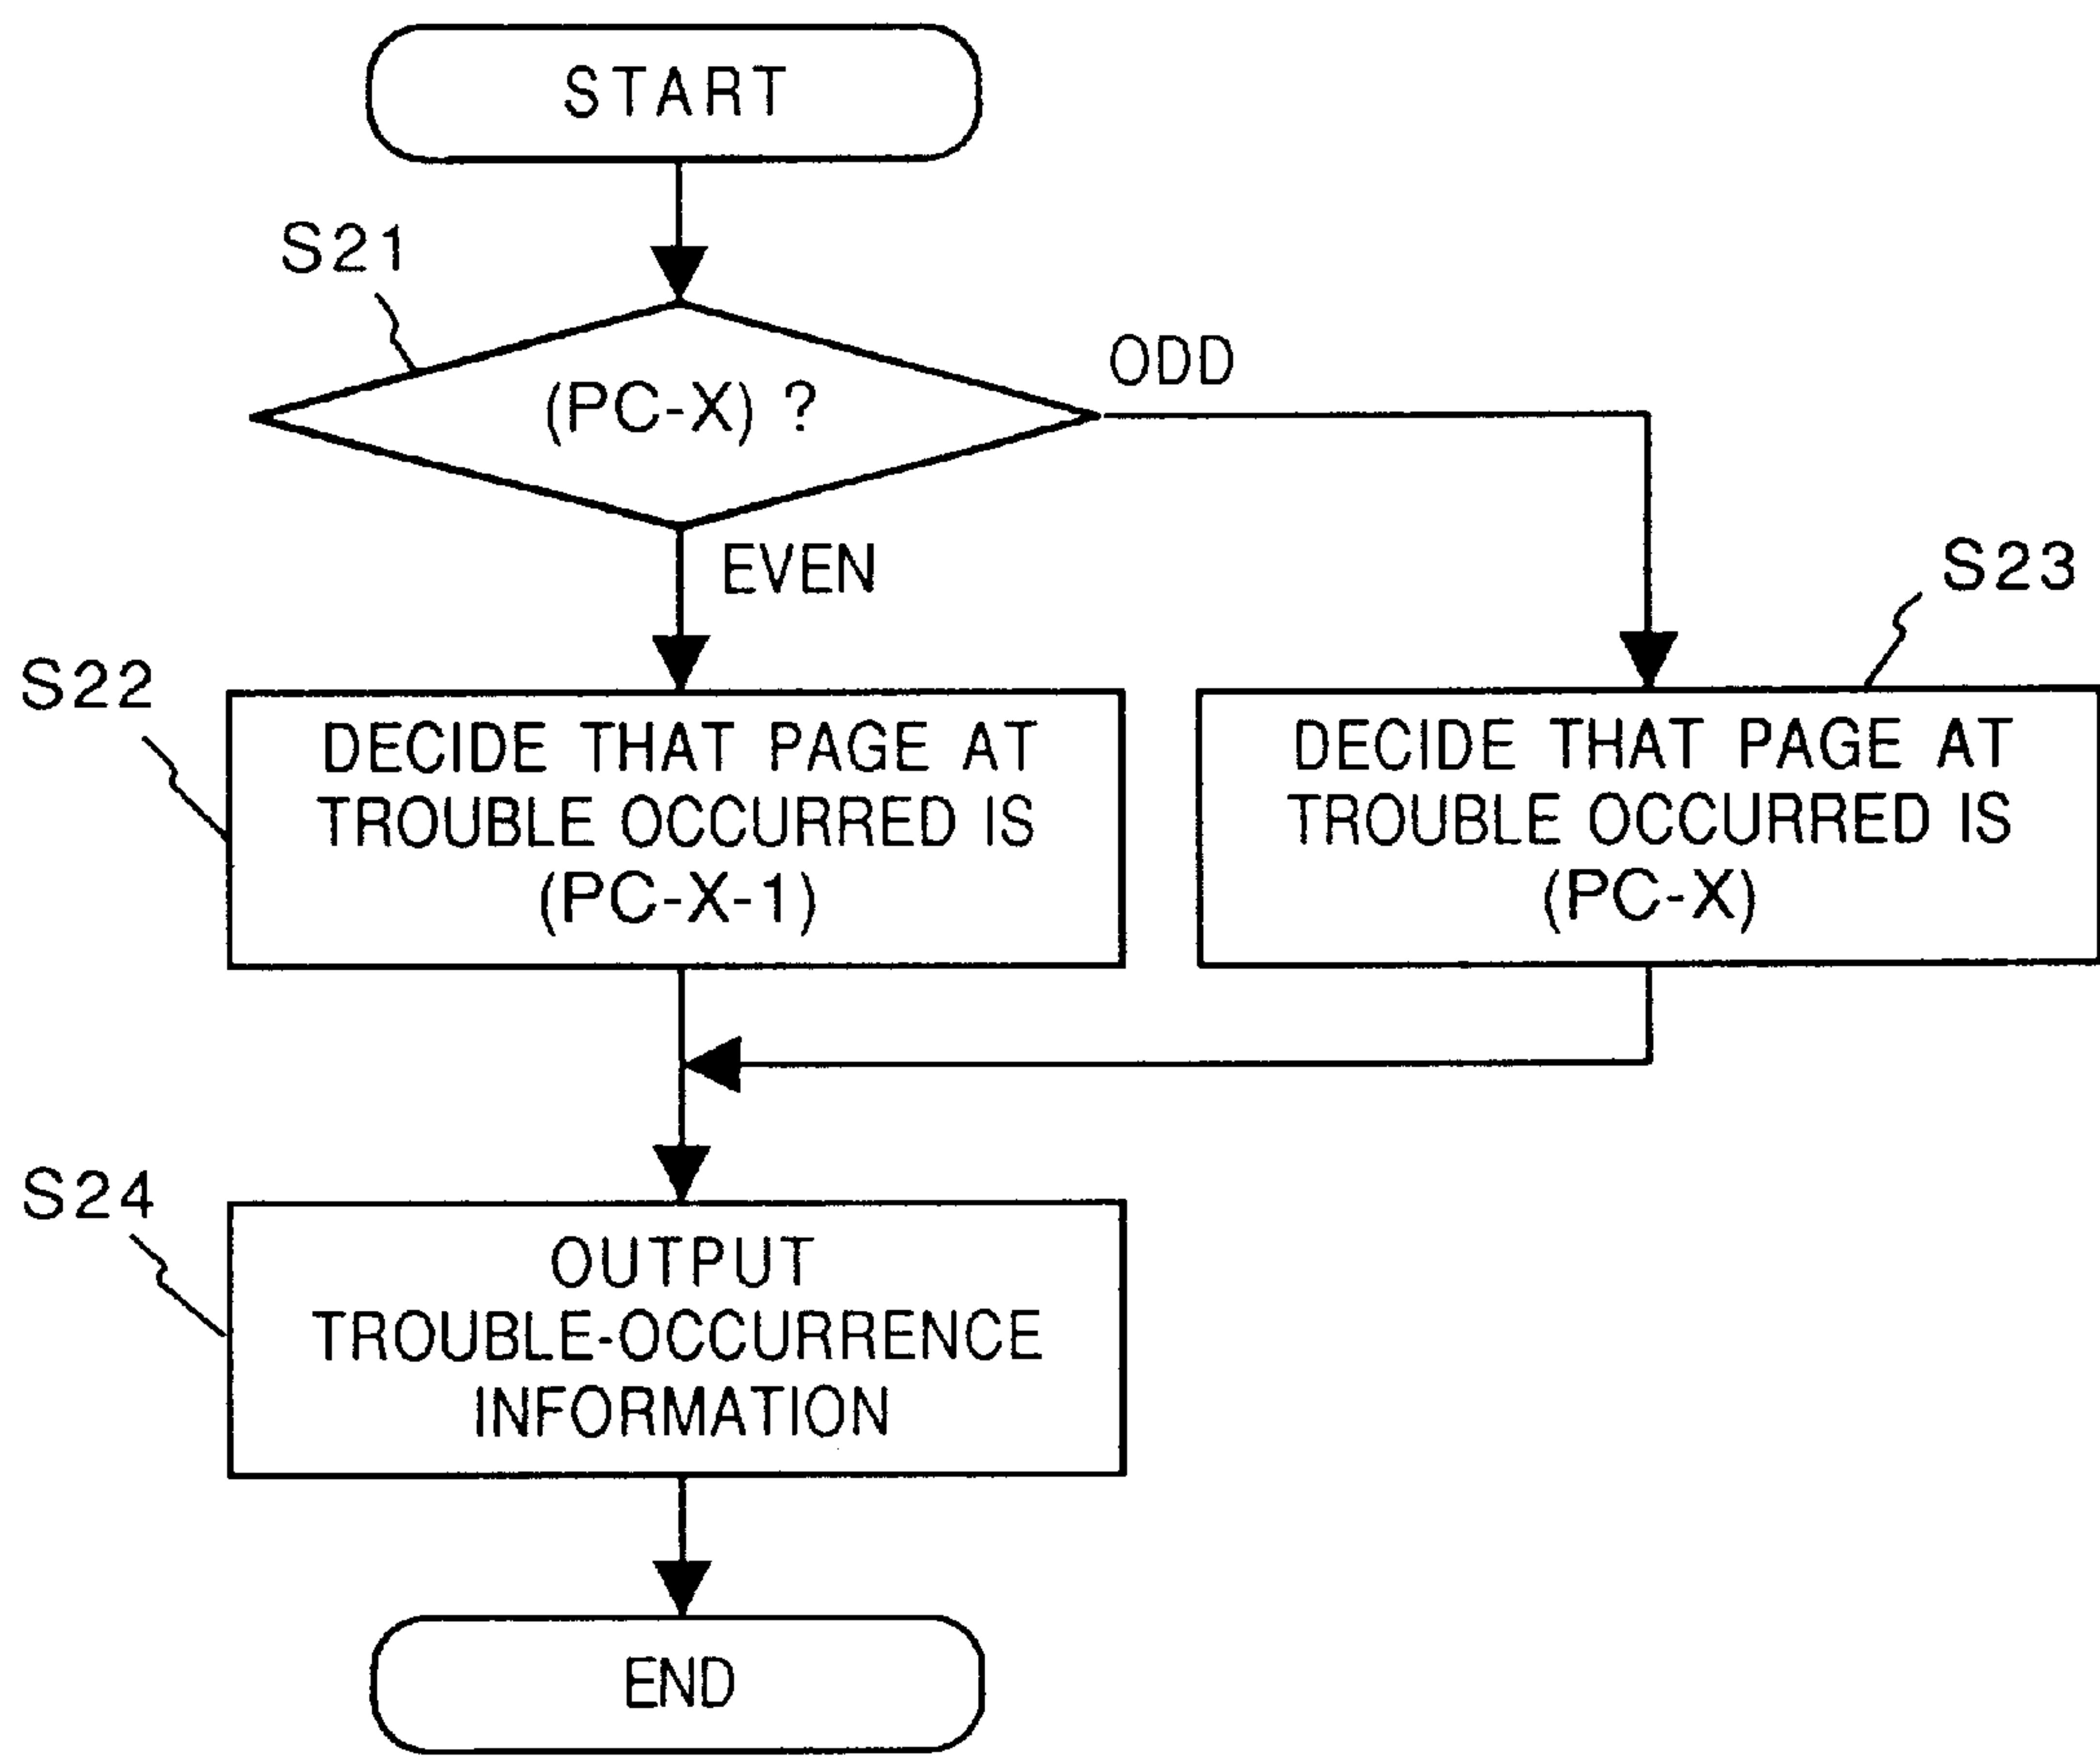 START
S21
(PC-X) ?
ODD
EVEN
S22
DECIDE THAT PAGE AT
TROUBLE OCCURRED IS
(PC-X-1)
S23
DECIDE THAT PAGE AT
TROUBLE OCCURRED IS
(PC-X)
S24
OUTPUT
TROUBLE-OCCURRENCE
INFORMATION
END